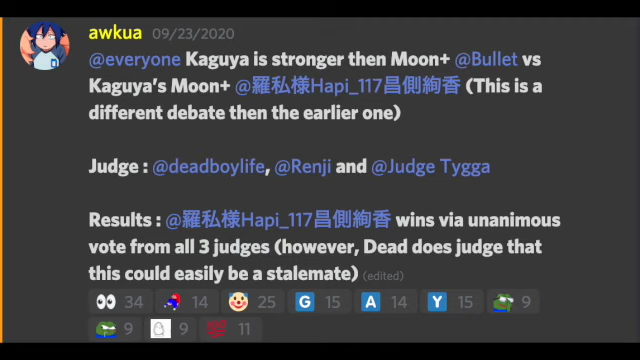 awkua 09/23/2020
@everyone Kaguya is stronger then Moon+ @Bullet vs
Kaguya's Moon+ @羅私様Hapi_117昌側絢香 (This is a
different debate then the earlier one)
Judge : @deadboylife, @Renji and @Judge Tygga
Results : @羅私様Hapi_117昌側絢香 wins via unanimous
vote from all 3 judges (however, Dead does judge that
this could easily be a stalemate) (edited)
34 14 25 G 15 A 14 Y 15 9
9 9 11